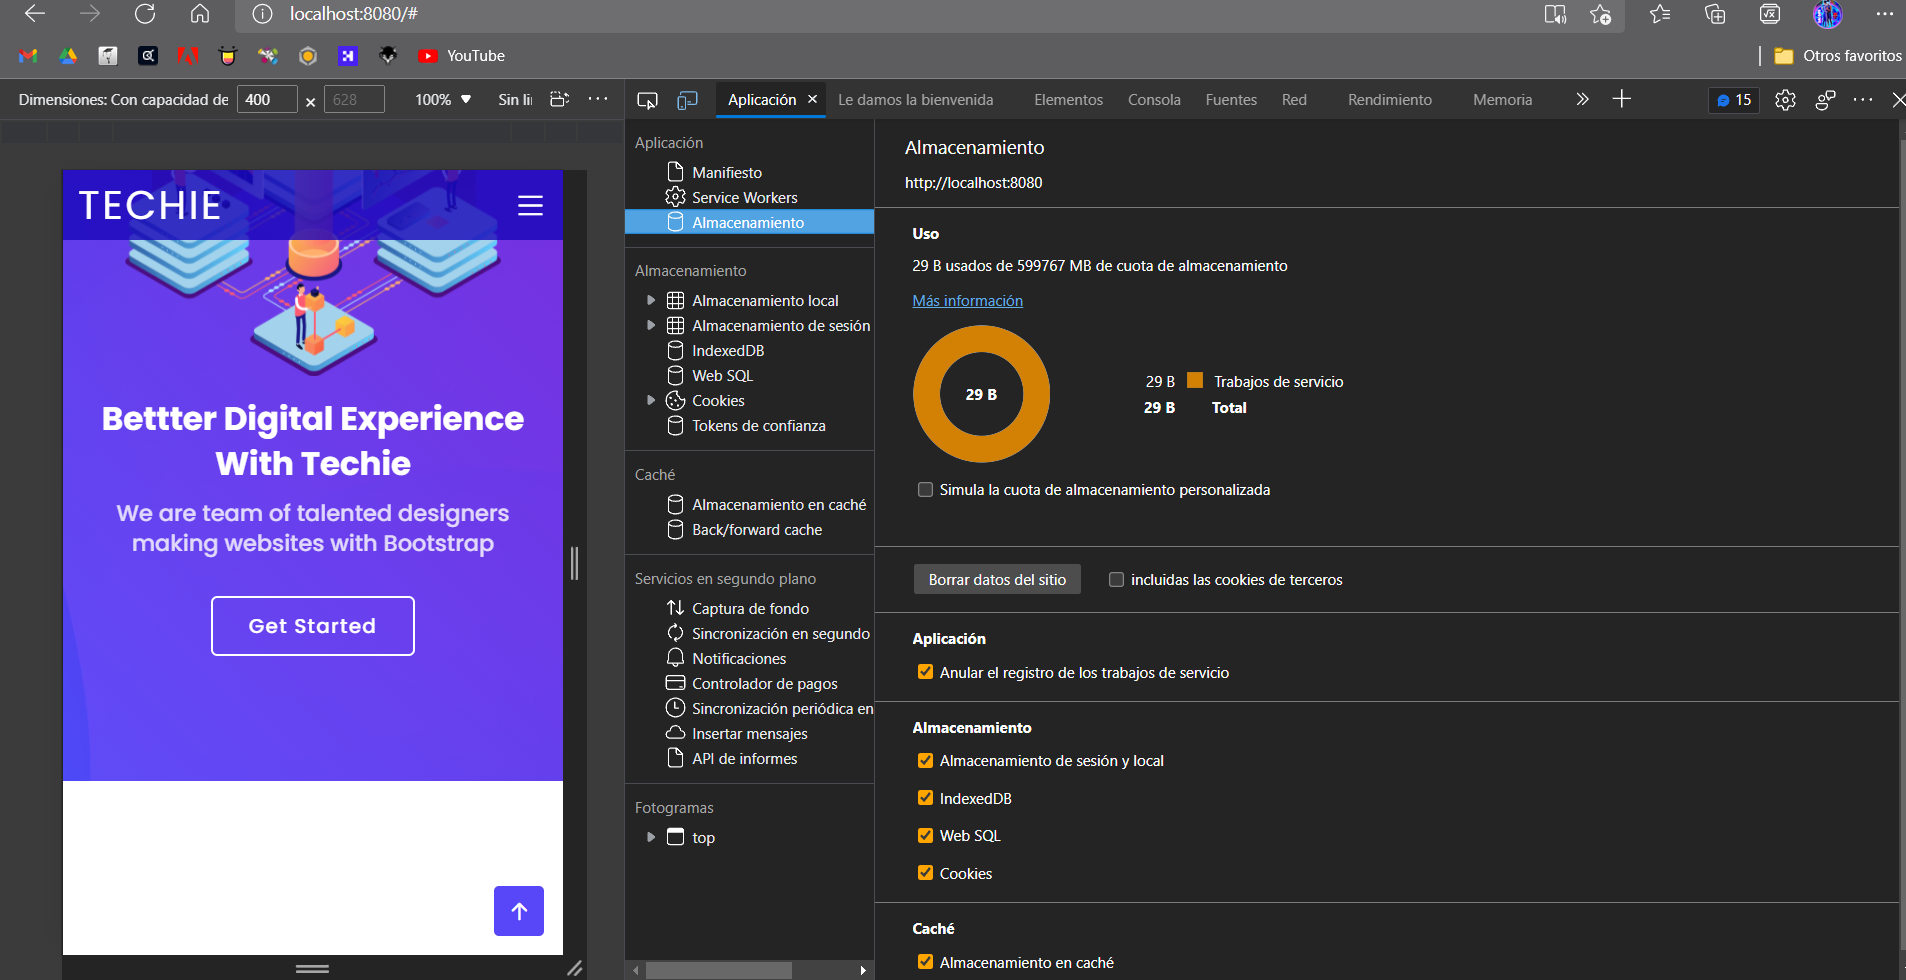 localhost:8080/#
YouTube
Otros favoritos
Dimensiones: Con capacidad de
400
×
628
100%
Sin lí
Aplicación
Le damos la bienvenida
Elementos
Consola
Fuentes
Red
Rendimiento
Memoria
15
TECHIE
Bettter Digital Experience
With Techie
We are team of talented designers
making websites with Bootstrap
Get Started
Aplicación
Manifiesto
Service Workers
Almacenamiento
Almacenamiento
Almacenamiento local
Almacenamiento de sesión
IndexedDB
Web SQL
Cookies
Tokens de confianza
Caché
Almacenamiento en caché
Back/forward cache
Servicios en segundo plano
Captura de fondo
Sincronización en segundo
Notificaciones
Controlador de pagos
Sincronización periódica en
Insertar mensajes
API de informes
Fotogramas
top
Almacenamiento
http://localhost:8080
Uso
29 B usados de 599767 MB de cuota de almacenamiento
Más información
29 B
29 B Trabajos de servicio
29 B Total
Simula la cuota de almacenamiento personalizada
Borrar datos del sitio
incluidas las cookies de terceros
Aplicación
Anular el registro de los trabajos de servicio
Almacenamiento
Almacenamiento de sesión y local
IndexedDB
Web SQL
Cookies
Caché
Almacenamiento en caché